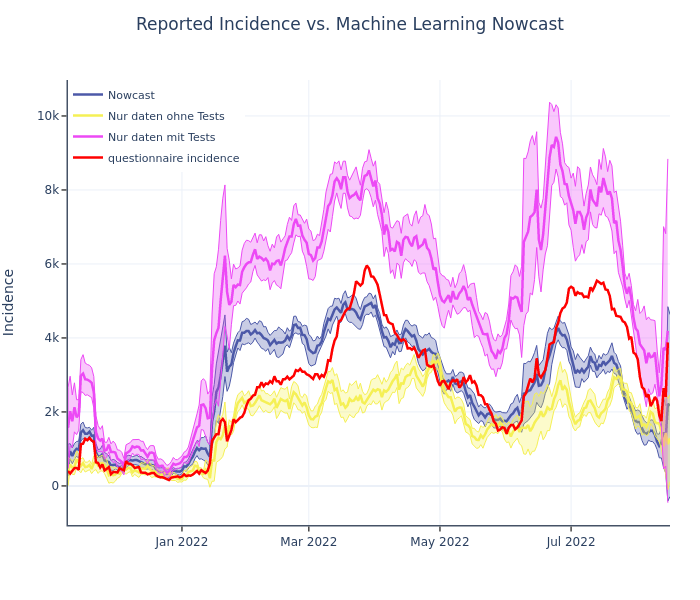 Reported Incidence vs. Machine Learning Nowcast
Nowcast
Nur daten ohne Tests
Nur daten mit Tests
questionnaire incidence
10k
8k
6k
4k
2k
0
Incidence
Jan 2022
Mar 2022
May 2022
Jul 2022